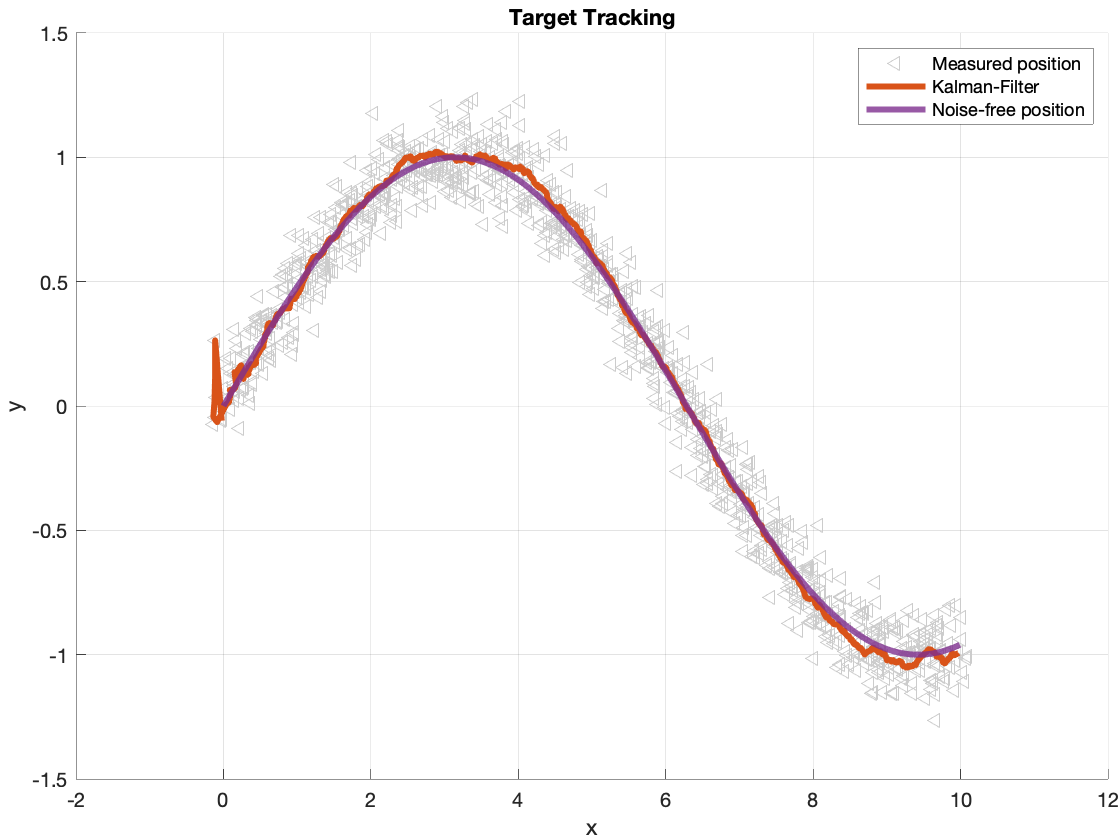 Target Tracking
Measured position
Kalman-Filter
Noise-free position
1.5
1
0.5
0
-0.5
-1
-1.5
y
-2
0
2
4
6
8
10
12
x